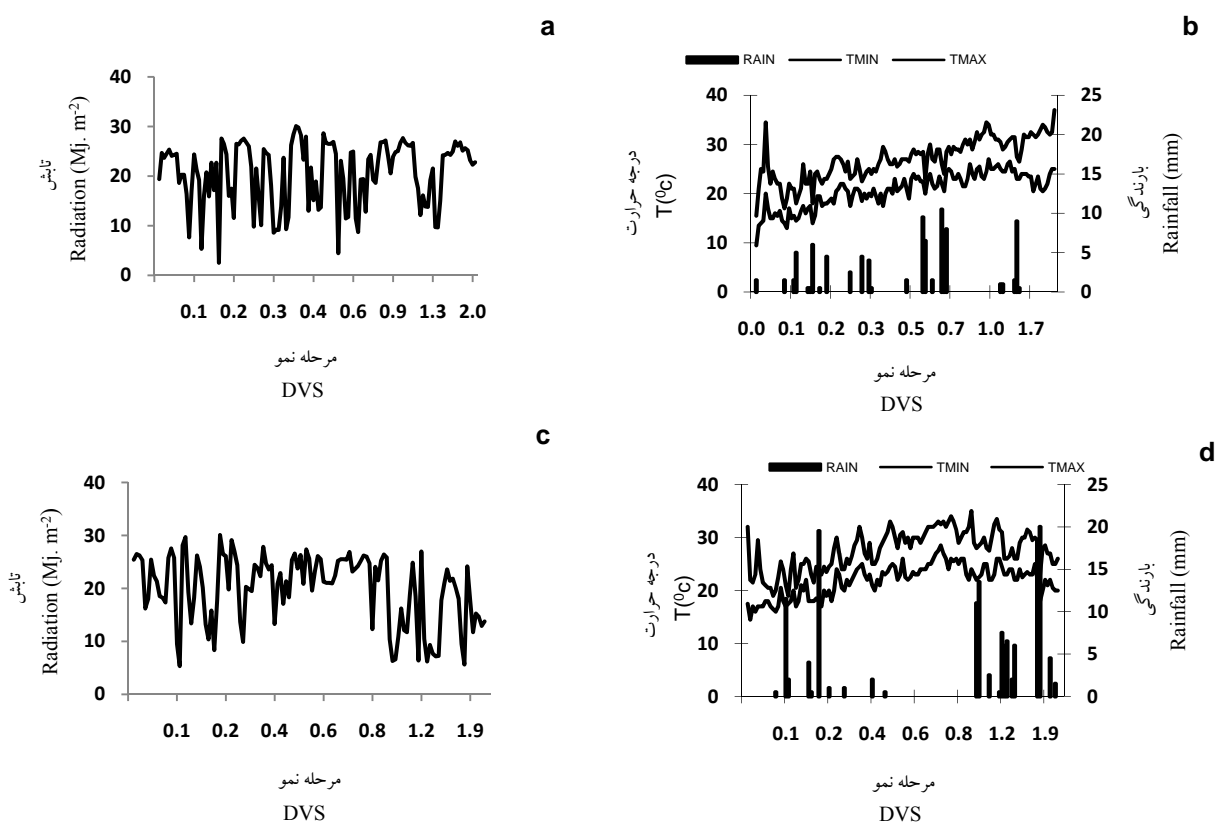 a
40
30
20
10
0
تابش
Radiation (Mj. m-2)
0.1 0.2 0.3 0.4 0.6 0.9 1.3 2.0
مرحله نمو
DVS
b
RAIN TMIN TMAX
40
30
20
10
0
درجه حرارت
T(0c)
25
20
15
10
5
0
بارندگی
Rainfall (mm)
0.0 0.1 0.2 0.3 0.5 0.7 1.0 1.7
مرحله نمو
DVS
c
40
30
20
10
0
تابش
Radiation (Mj. m-2)
0.1 0.2 0.4 0.6 0.8 1.2 1.9
مرحله نمو
DVS
d
RAIN TMIN TMAX
40
30
20
10
0
درجه حرارت
T(0c)
25
20
15
10
5
0
بارندگی
Rainfall (mm)
0.1 0.2 0.4 0.6 0.8 1.2 1.9
مرحله نمو
DVS